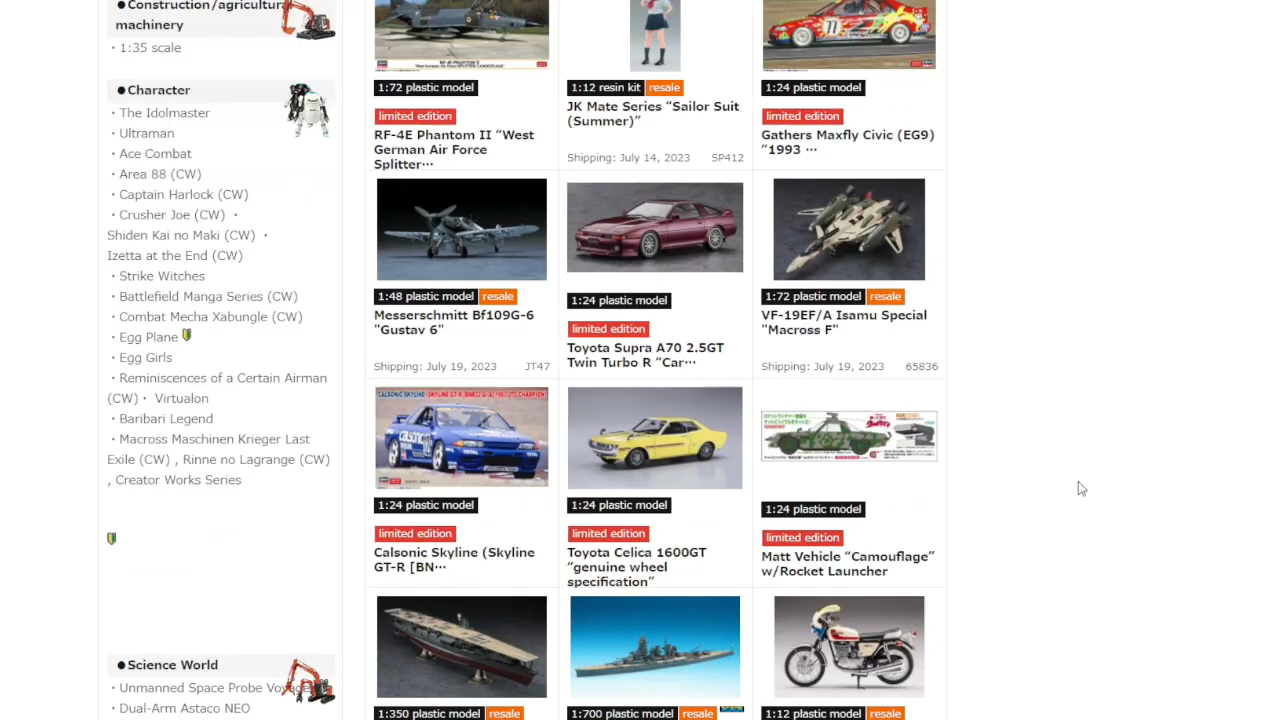 ●Construction/agricultura
machinery
・1:35 scale
●Character
・The Idolmaster
・Ultraman
・Ace Combat
・Area 88 (CW)
・Captain Harlock (CW)
・Crusher Joe (CW) ・
Shiden Kai no Maki (CW) ・
Izetta at the End (CW)
・Strike Witches
・Battlefield Manga Series (CW)
・Combat Mecha Xabungle (CW)
・Egg Plane
・Egg Girls
・Reminiscences of a Certain Airman
(CW)・ Virtualon
・Baribari Legend
・Macross Maschinen Krieger Last
Exile (CW) , Rinne no Lagrange (CW)
, Creator Works Series
●Science World
・Unmanned Space Probe Voyage
・Dual-Arm Astaco NEO
1:72 plastic model
limited edition
RF-4E Phantom II “West
German Air Force
Splitter···
1:12 resin kit resale
JK Mate Series “Sailor Suit
(Summer)”
Shipping: July 14, 2023 SP412
1:24 plastic model
limited edition
Gathers Maxfly Civic (EG9)
“1993 ···
1:48 plastic model resale
Messerschmitt Bf109G-6
"Gustav 6"
Shipping: July 19, 2023 JT47
1:24 plastic model
limited edition
Toyota Supra A70 2.5GT
Twin Turbo R “Car···
1:72 plastic model resale
VF-19EF/A Isamu Special
"Macross F"
Shipping: July 19, 2023 65836
CALSONIC SKYLINE
1:24 plastic model
limited edition
Calsonic Skyline (Skyline
GT-R [BN···
1:24 plastic model
limited edition
Toyota Celica 1600GT
“genuine wheel
specification”
1:24 plastic model
limited edition
Matt Vehicle “Camouflage”
w/Rocket Launcher
1:350 plastic model resale
1:700 plastic model resale
1:12 plastic model resale